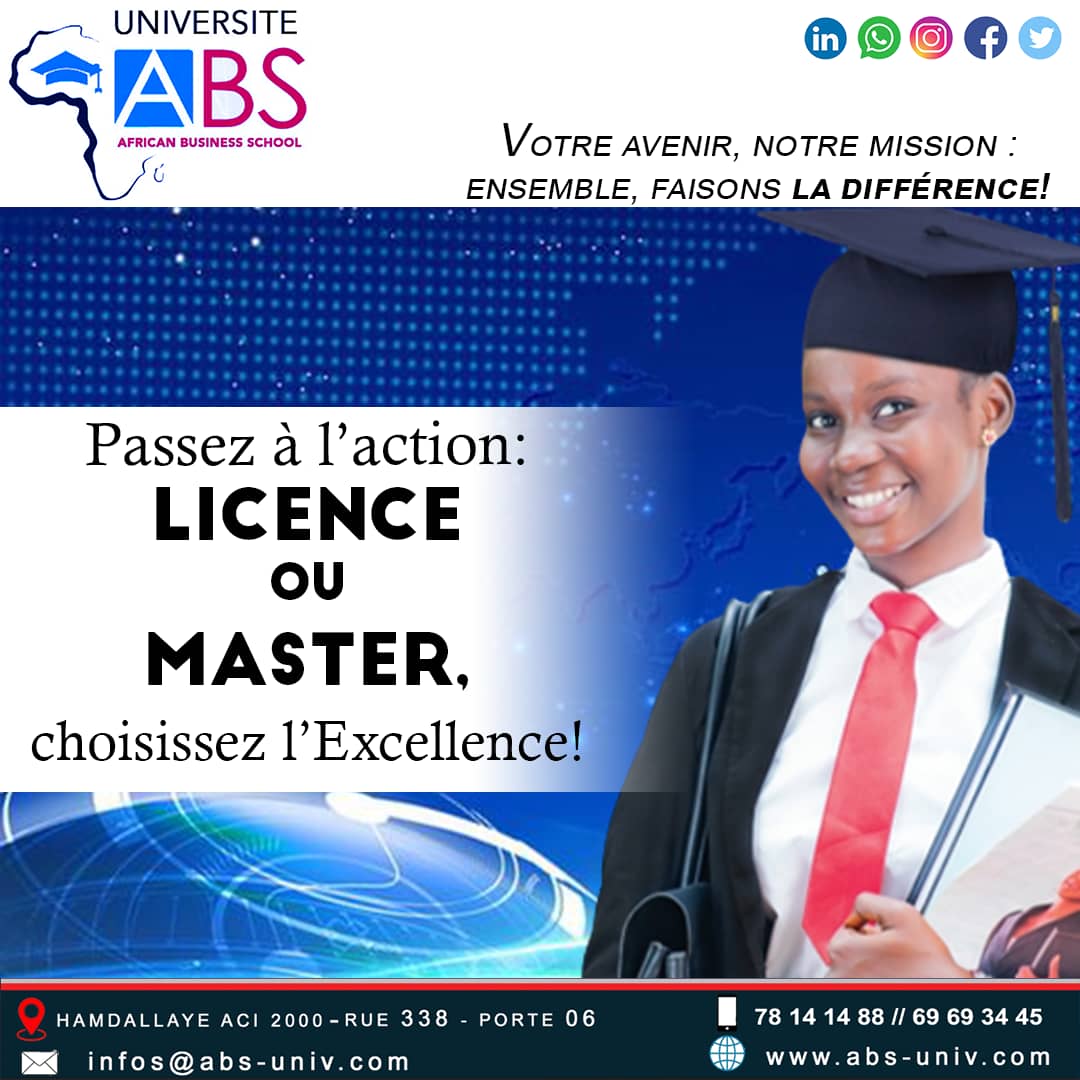 UNIVERSITE
ABS
AFRICAN BUSINESS SCHOOL
VOTRE AVENIR, NOTRE MISSION :
ENSEMBLE, FAISONS LA DIFFÉRENCE!
Passez à l'action:
LICENCE
OU
MASTER,
choisissez l'Excellence!
HAMDALLAYE ACI 2000 – RUE 338 - PORTE 06
78 14 14 88 // 69 69 34 45
infos@abs-univ.com
www.abs-univ.com